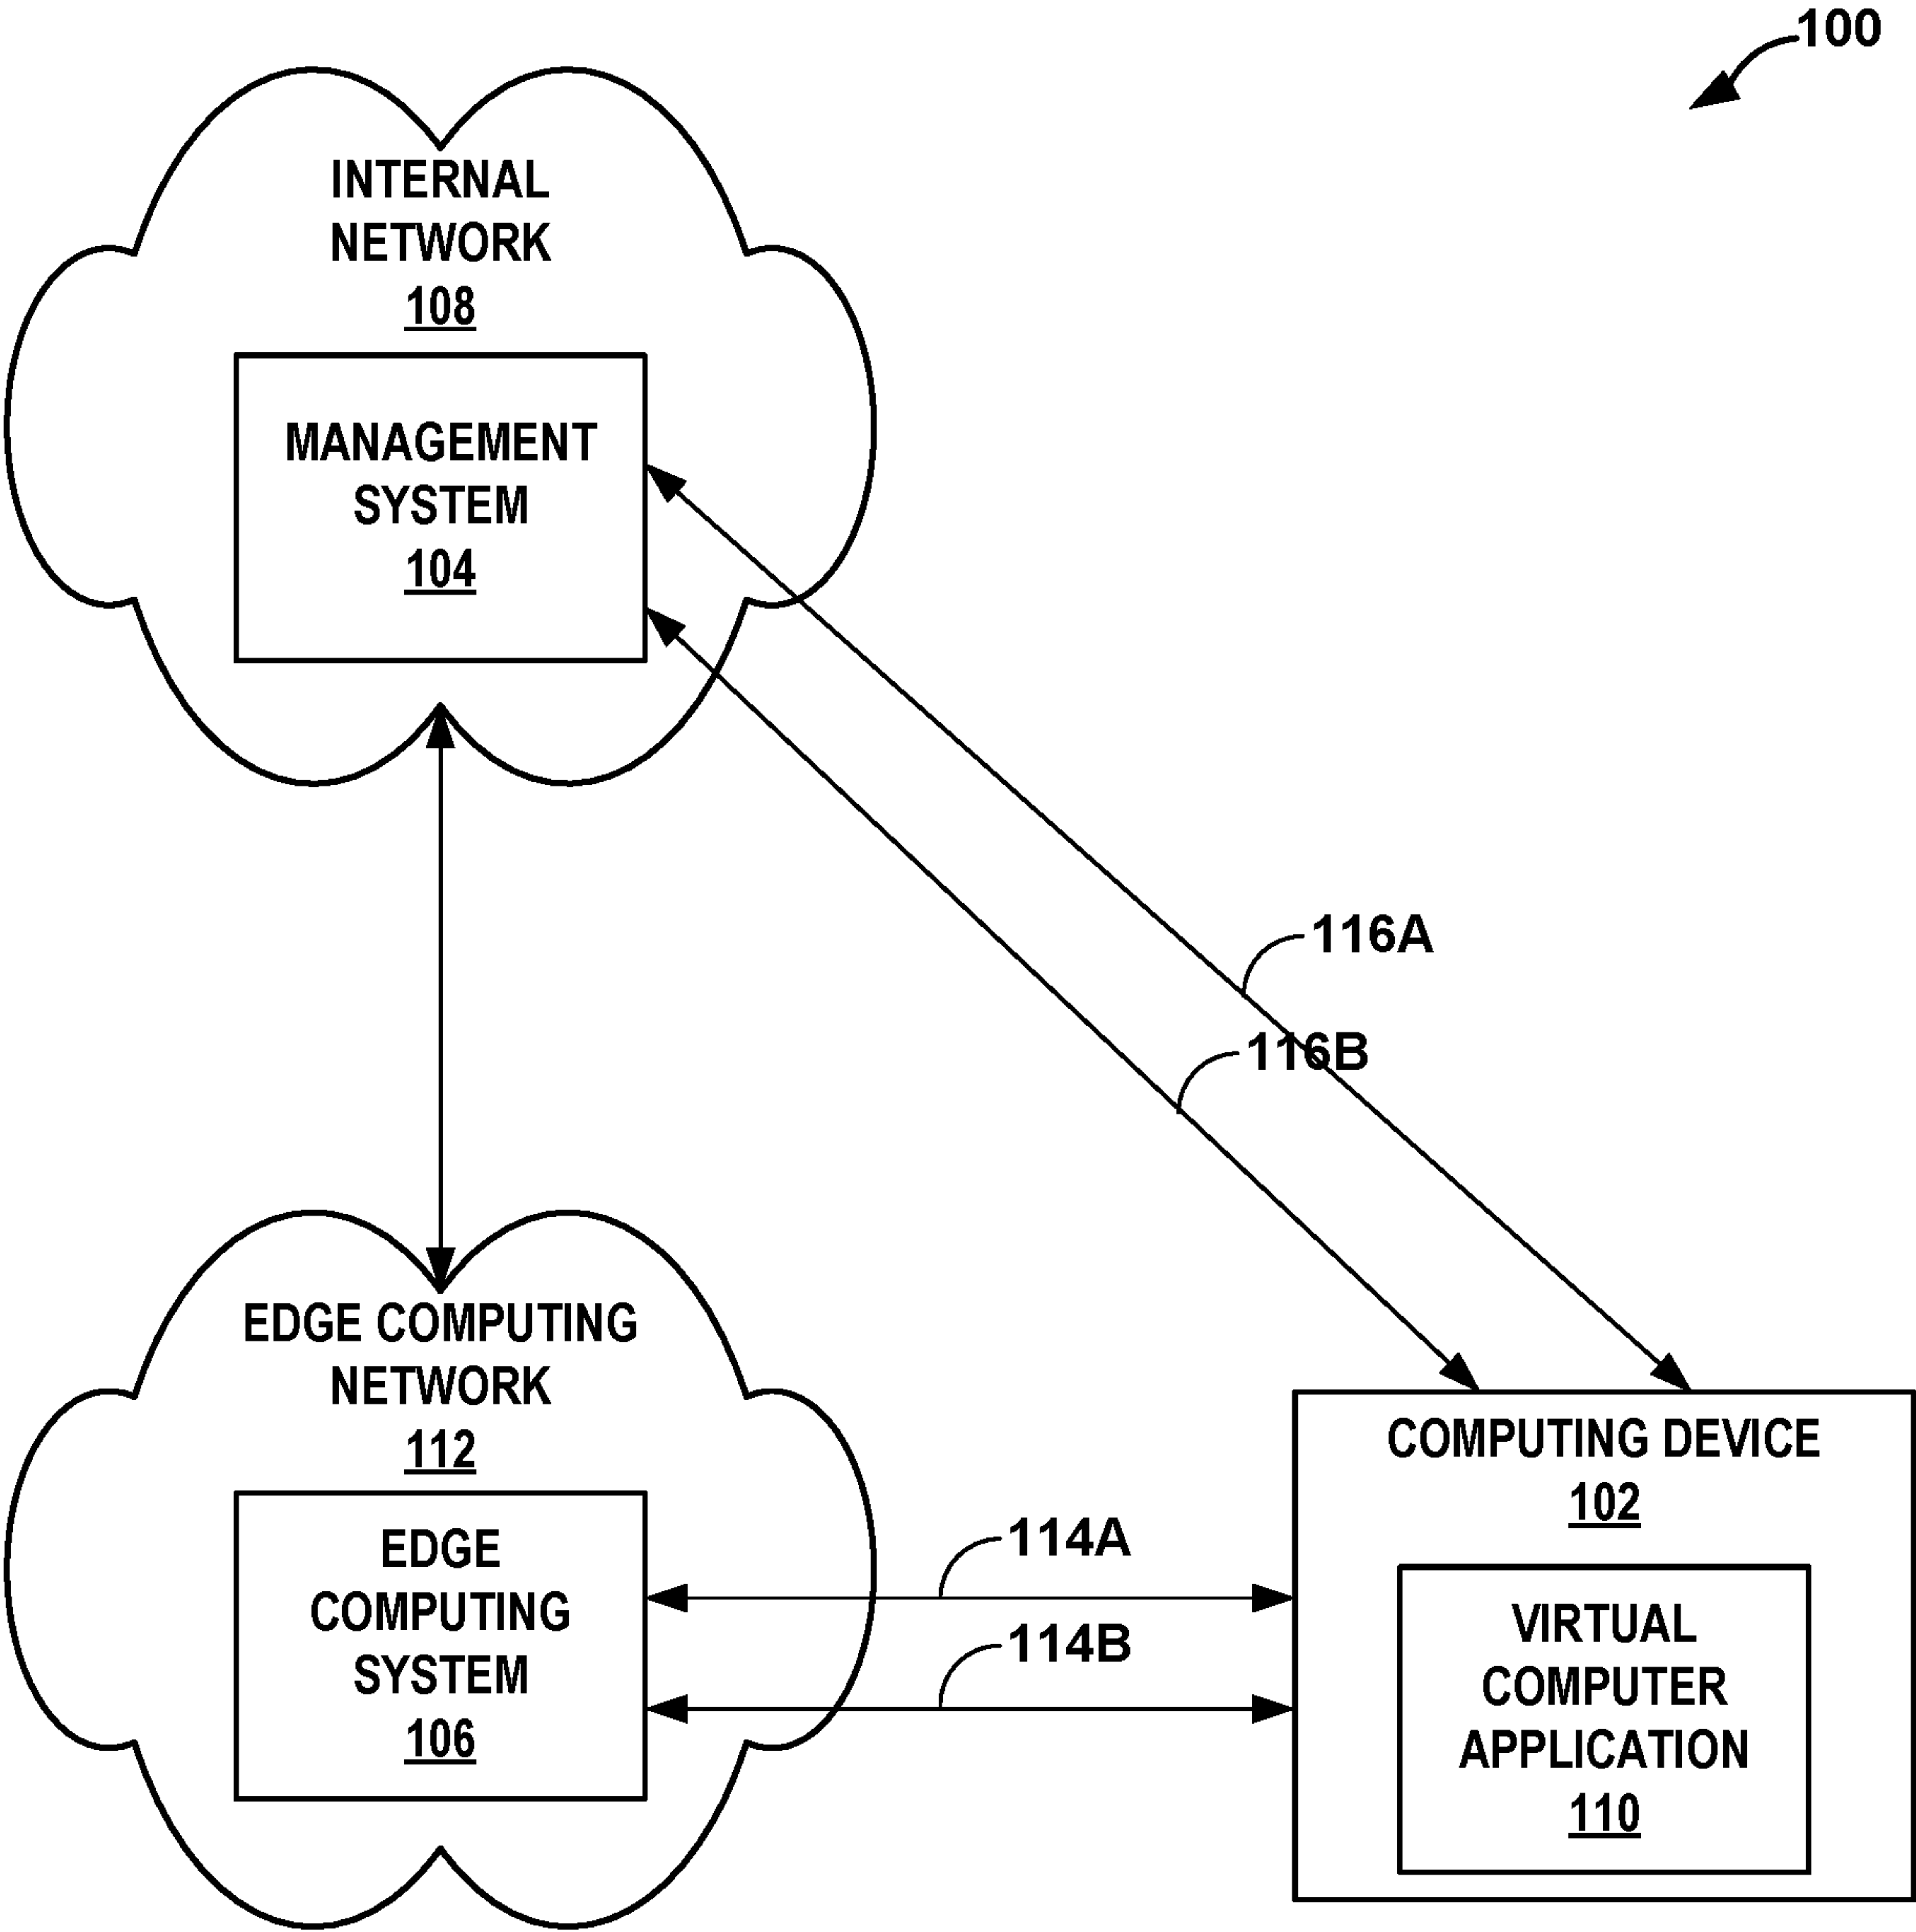 100
INTERNAL
NETWORK
108
MANAGEMENT
SYSTEM
104
116A
116B
EDGE COMPUTING
NETWORK
112
EDGE
COMPUTING
SYSTEM
106
114A
114B
COMPUTING DEVICE
102
VIRTUAL
COMPUTER
APPLICATION
110